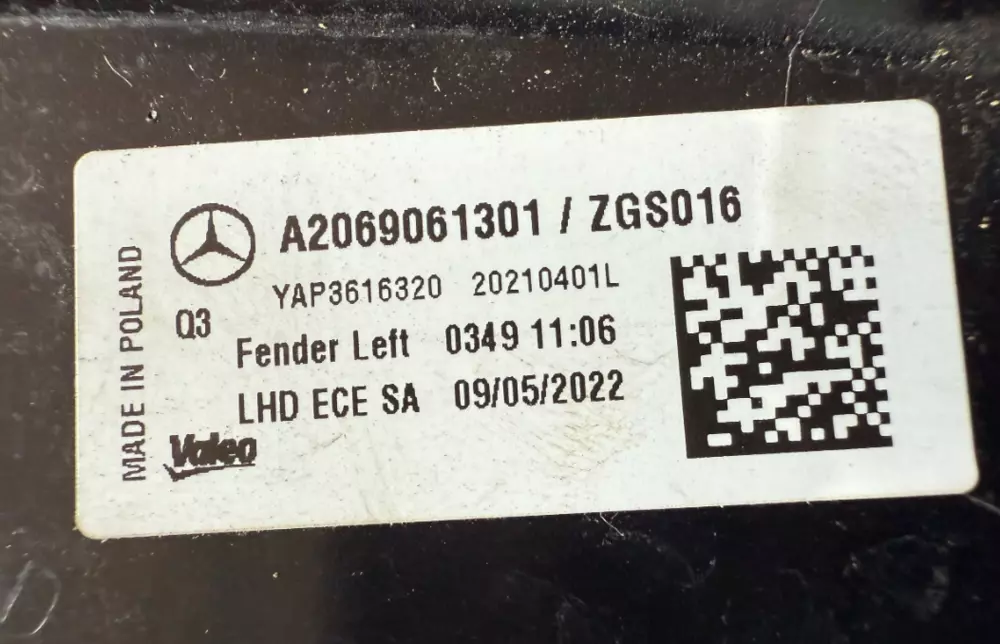 A2069061301 / ZGS016
YAP3616320 20210401L
Q3
Fender Left 0349 11:06
LHD ECE SA 09/05/2022
Valeo
MADE IN POLAND